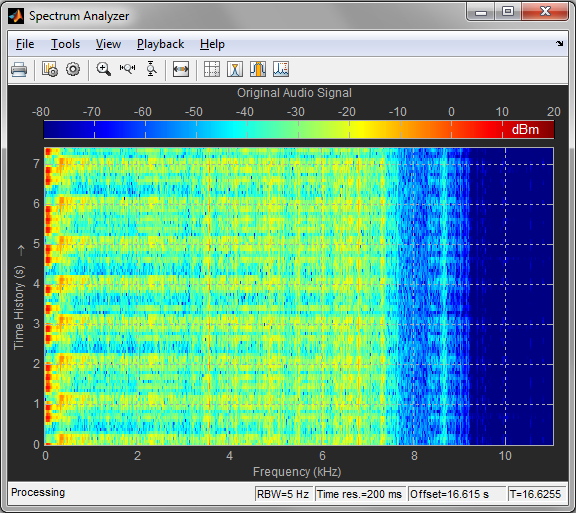 Spectrum Analyzer
File Tools View Playback Help
Original Audio Signal
-80 -70 -60 -50 -40 -30 -20 -10 0 10 20
dBm
7
6
5
4
3
2
1
0
Time History (s) →
0 2 4 6 8 10
Frequency (kHz)
Processing RBW=5 Hz Time res.=200 ms Offset=16.615 s T=16.6255